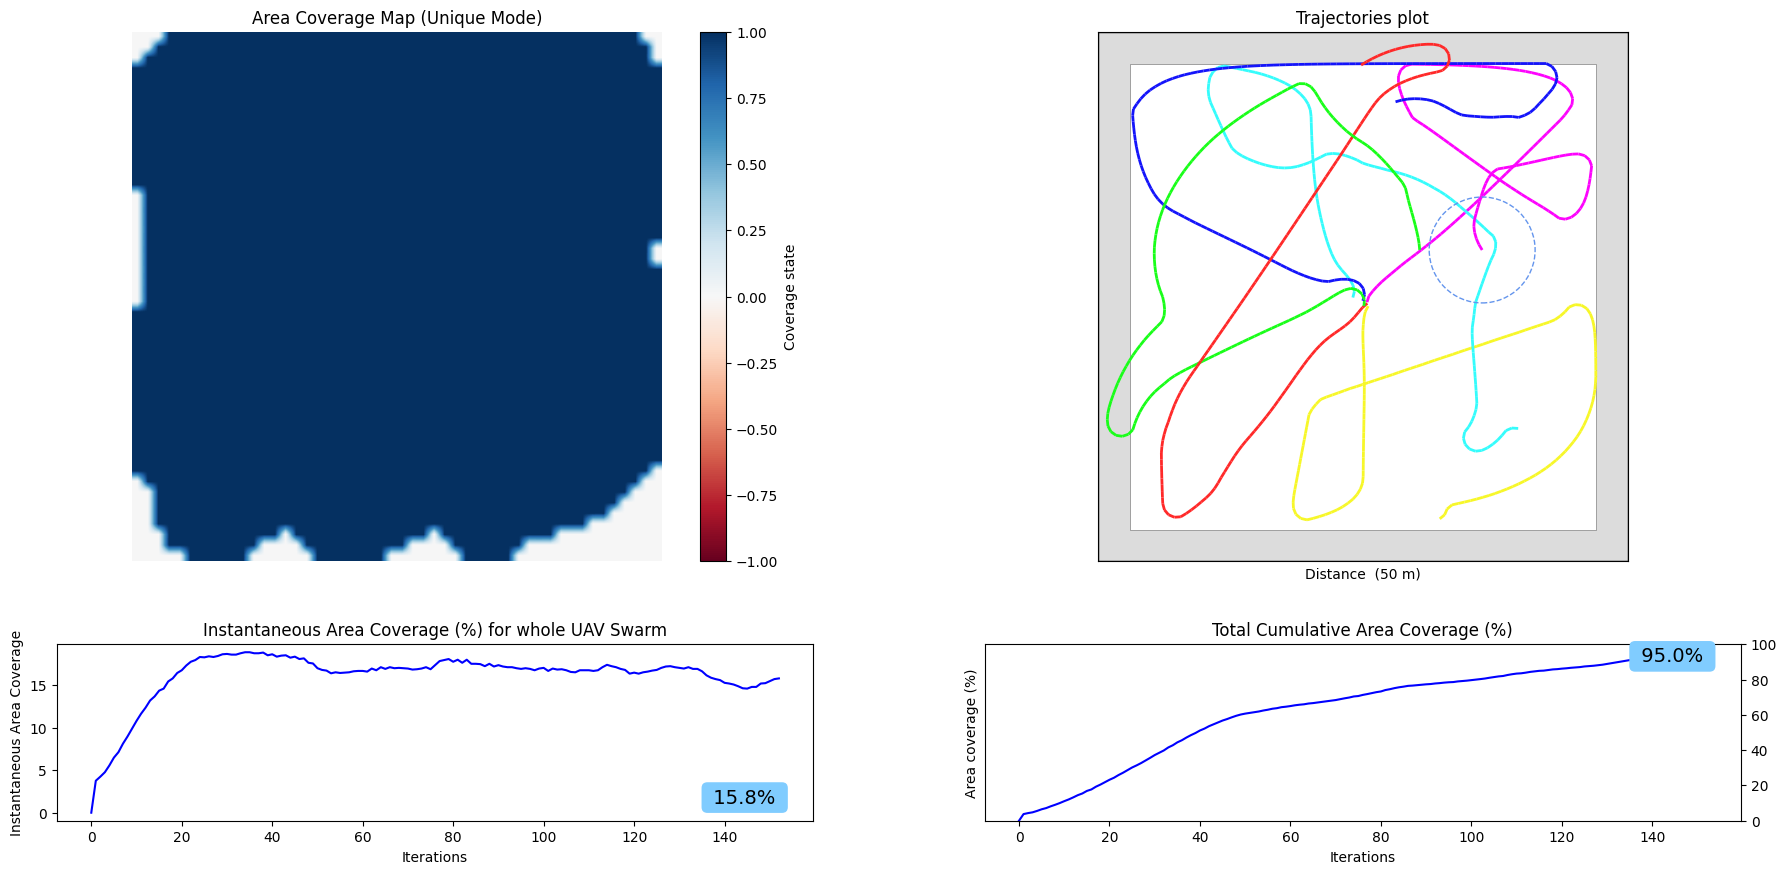 Area Coverage Map (Unique Mode)
1.00
0.75
0.50
0.25
0.00
−0.25
−0.50
−0.75
−1.00
Coverage state
Trajectories plot
Distance  (50 m)
Instantaneous Area Coverage (%) for whole UAV Swarm
Instantaneous Area Coverage
15
10
5
0
15.8%
0 20 40 60 80 100 120 140
Iterations
Total Cumulative Area Coverage (%)
Area coverage (%)
95.0%
100
80
60
40
20
0
0 20 40 60 80 100 120 140
Iterations